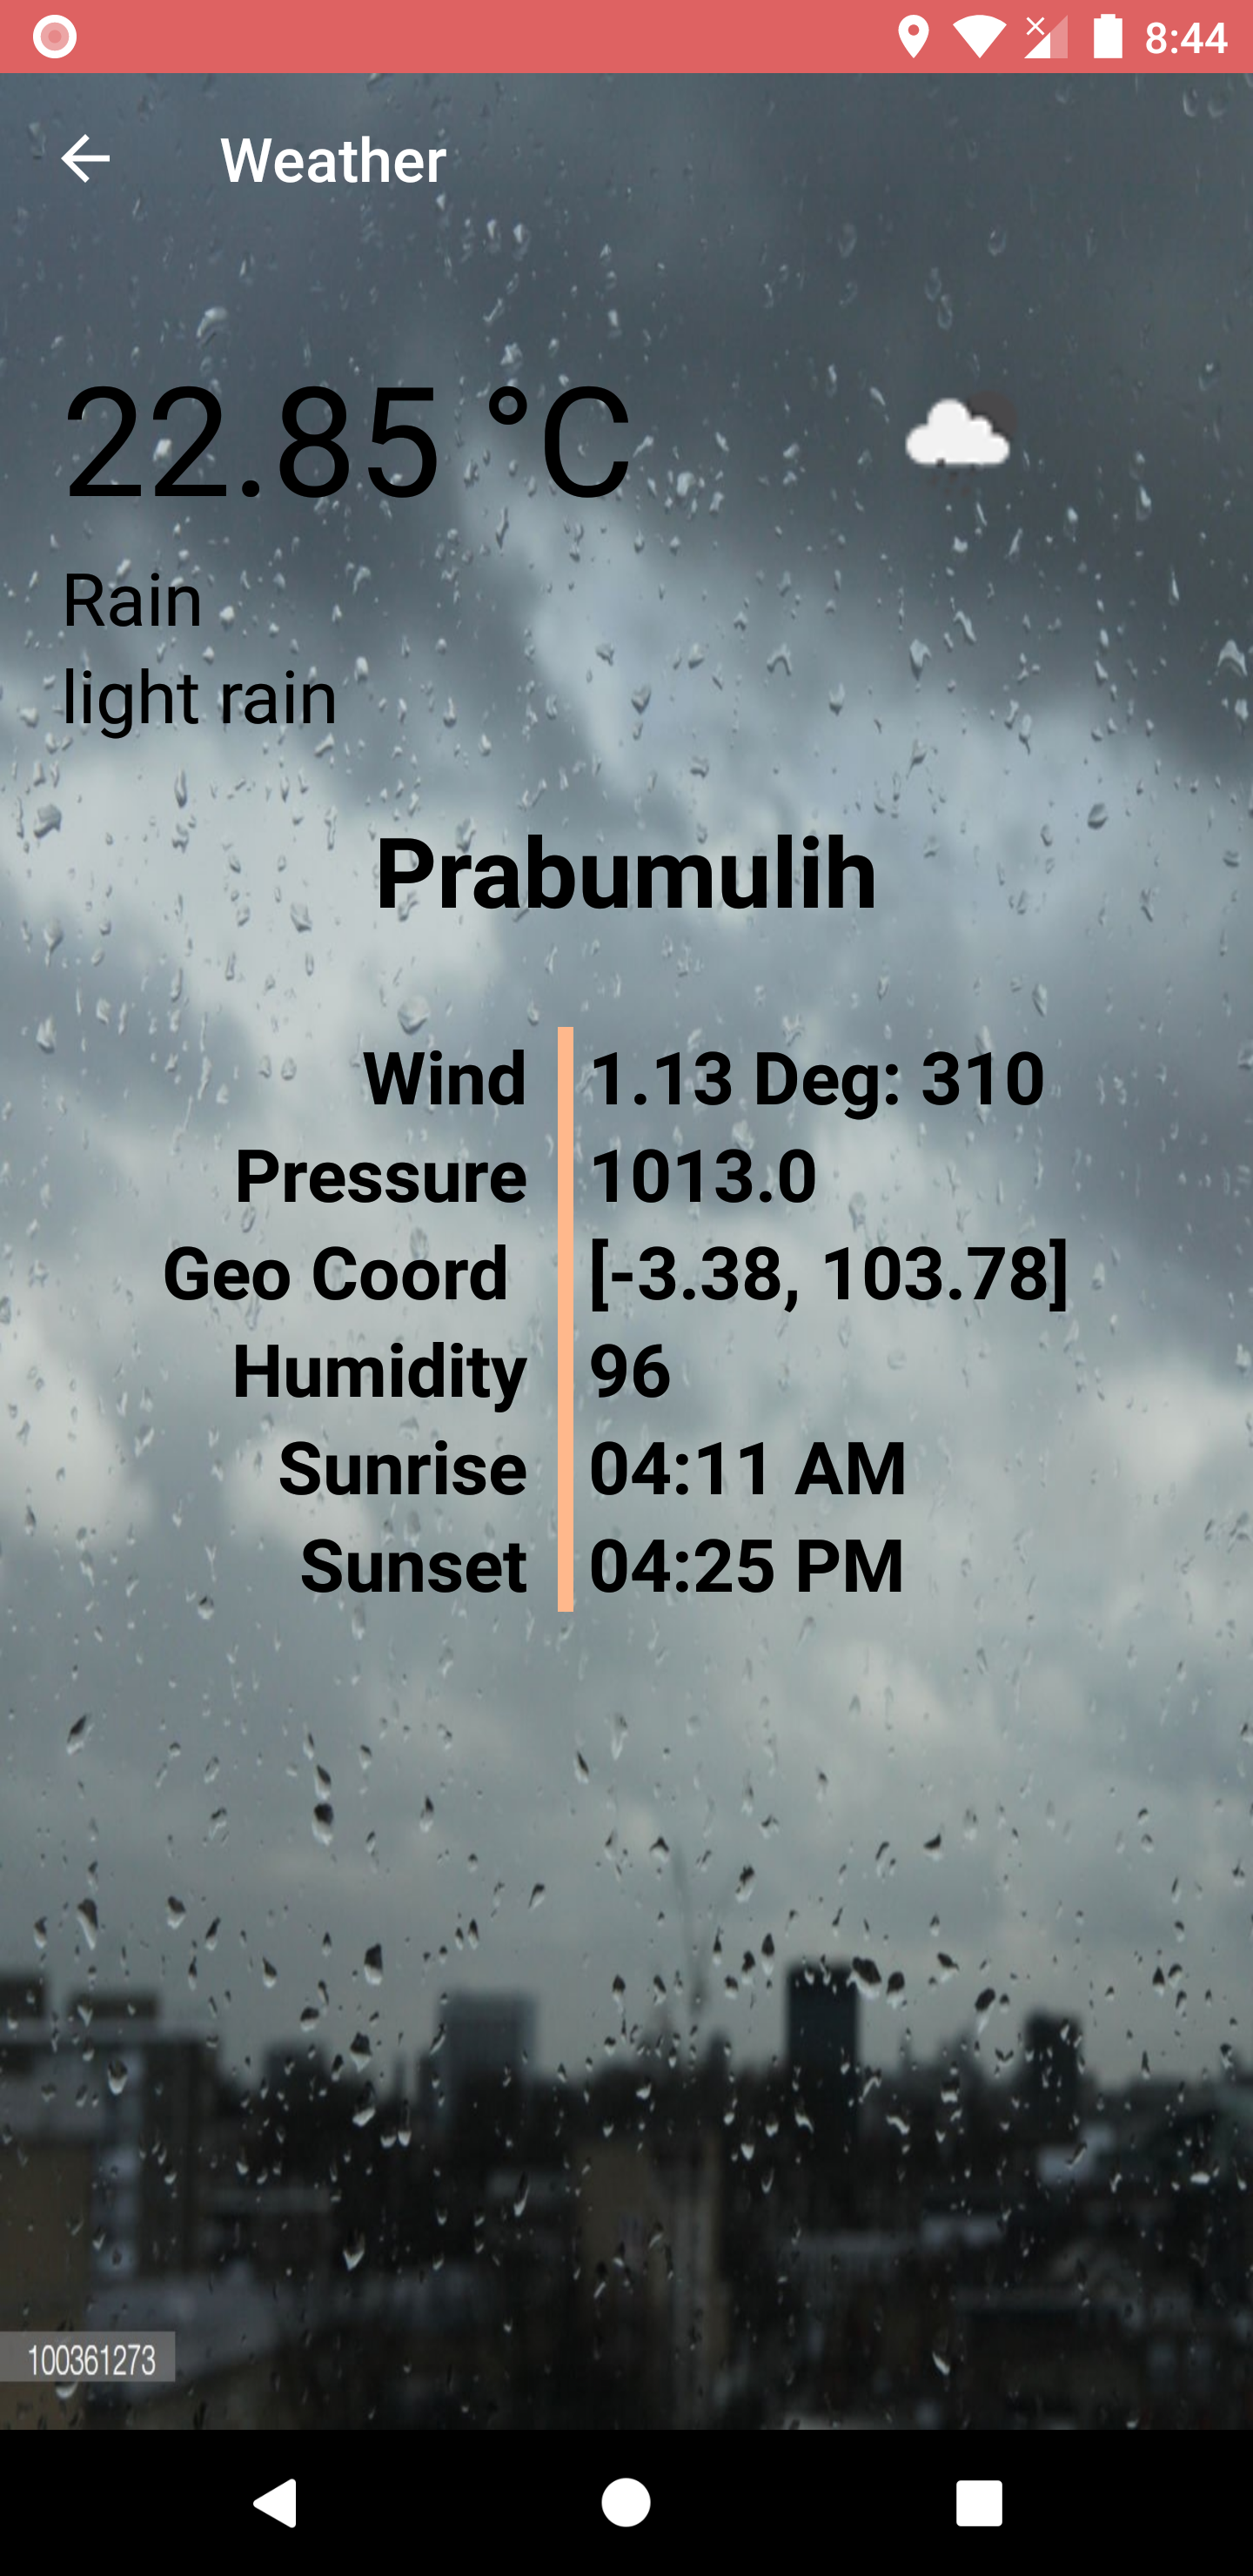 8:44
Weather
22.85 °C
Rain
light rain
Prabumulih
Wind 1.13 Deg: 310
Pressure 1013.0
Geo Coord [-3.38, 103.78]
Humidity 96
Sunrise 04:11 AM
Sunset 04:25 PM
100361273